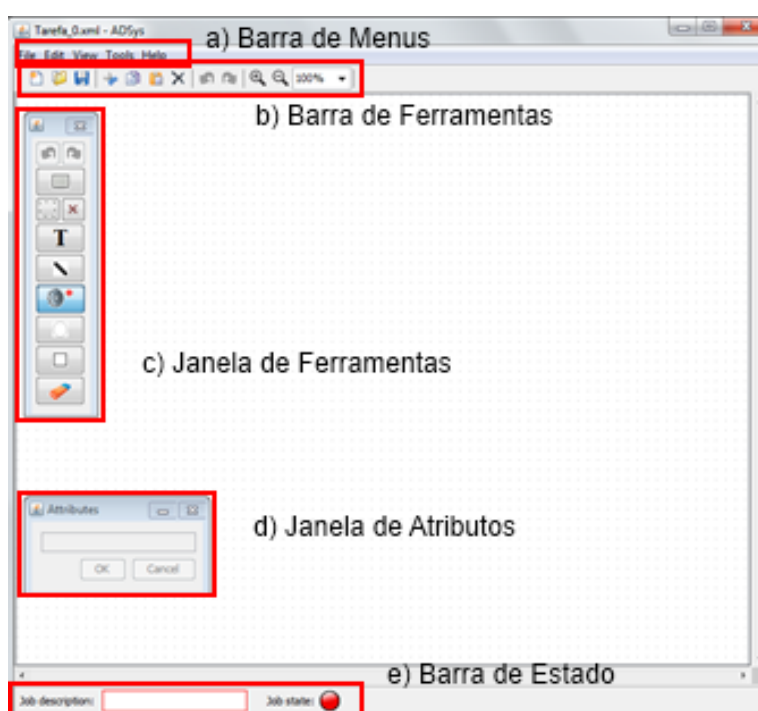 Tarefa_0.xml - ADSys
a) Barra de Menus
File Edit View Tools Help
100%
b) Barra de Ferramentas
T
c) Janela de Ferramentas
Attributes
d) Janela de Atributos
OK Cancel
e) Barra de Estado
Job description: Job state: